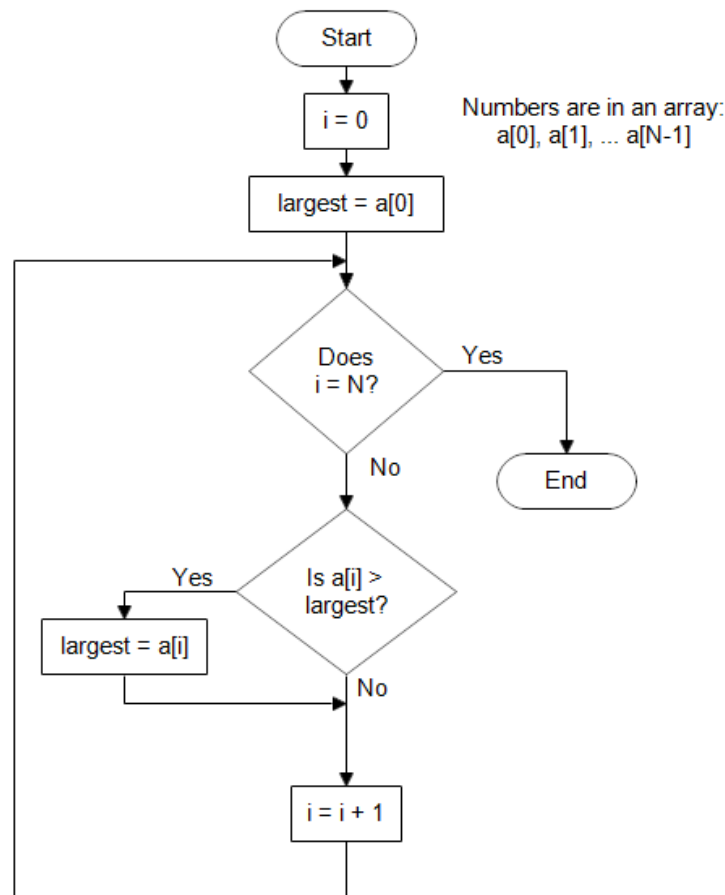 Start
i = 0
Numbers are in an array:
a[0], a[1], ... a[N-1]
largest = a[0]
Does
i = N?
Yes
No
End
Is a[i] >
largest?
Yes
largest = a[i]
No
i = i + 1